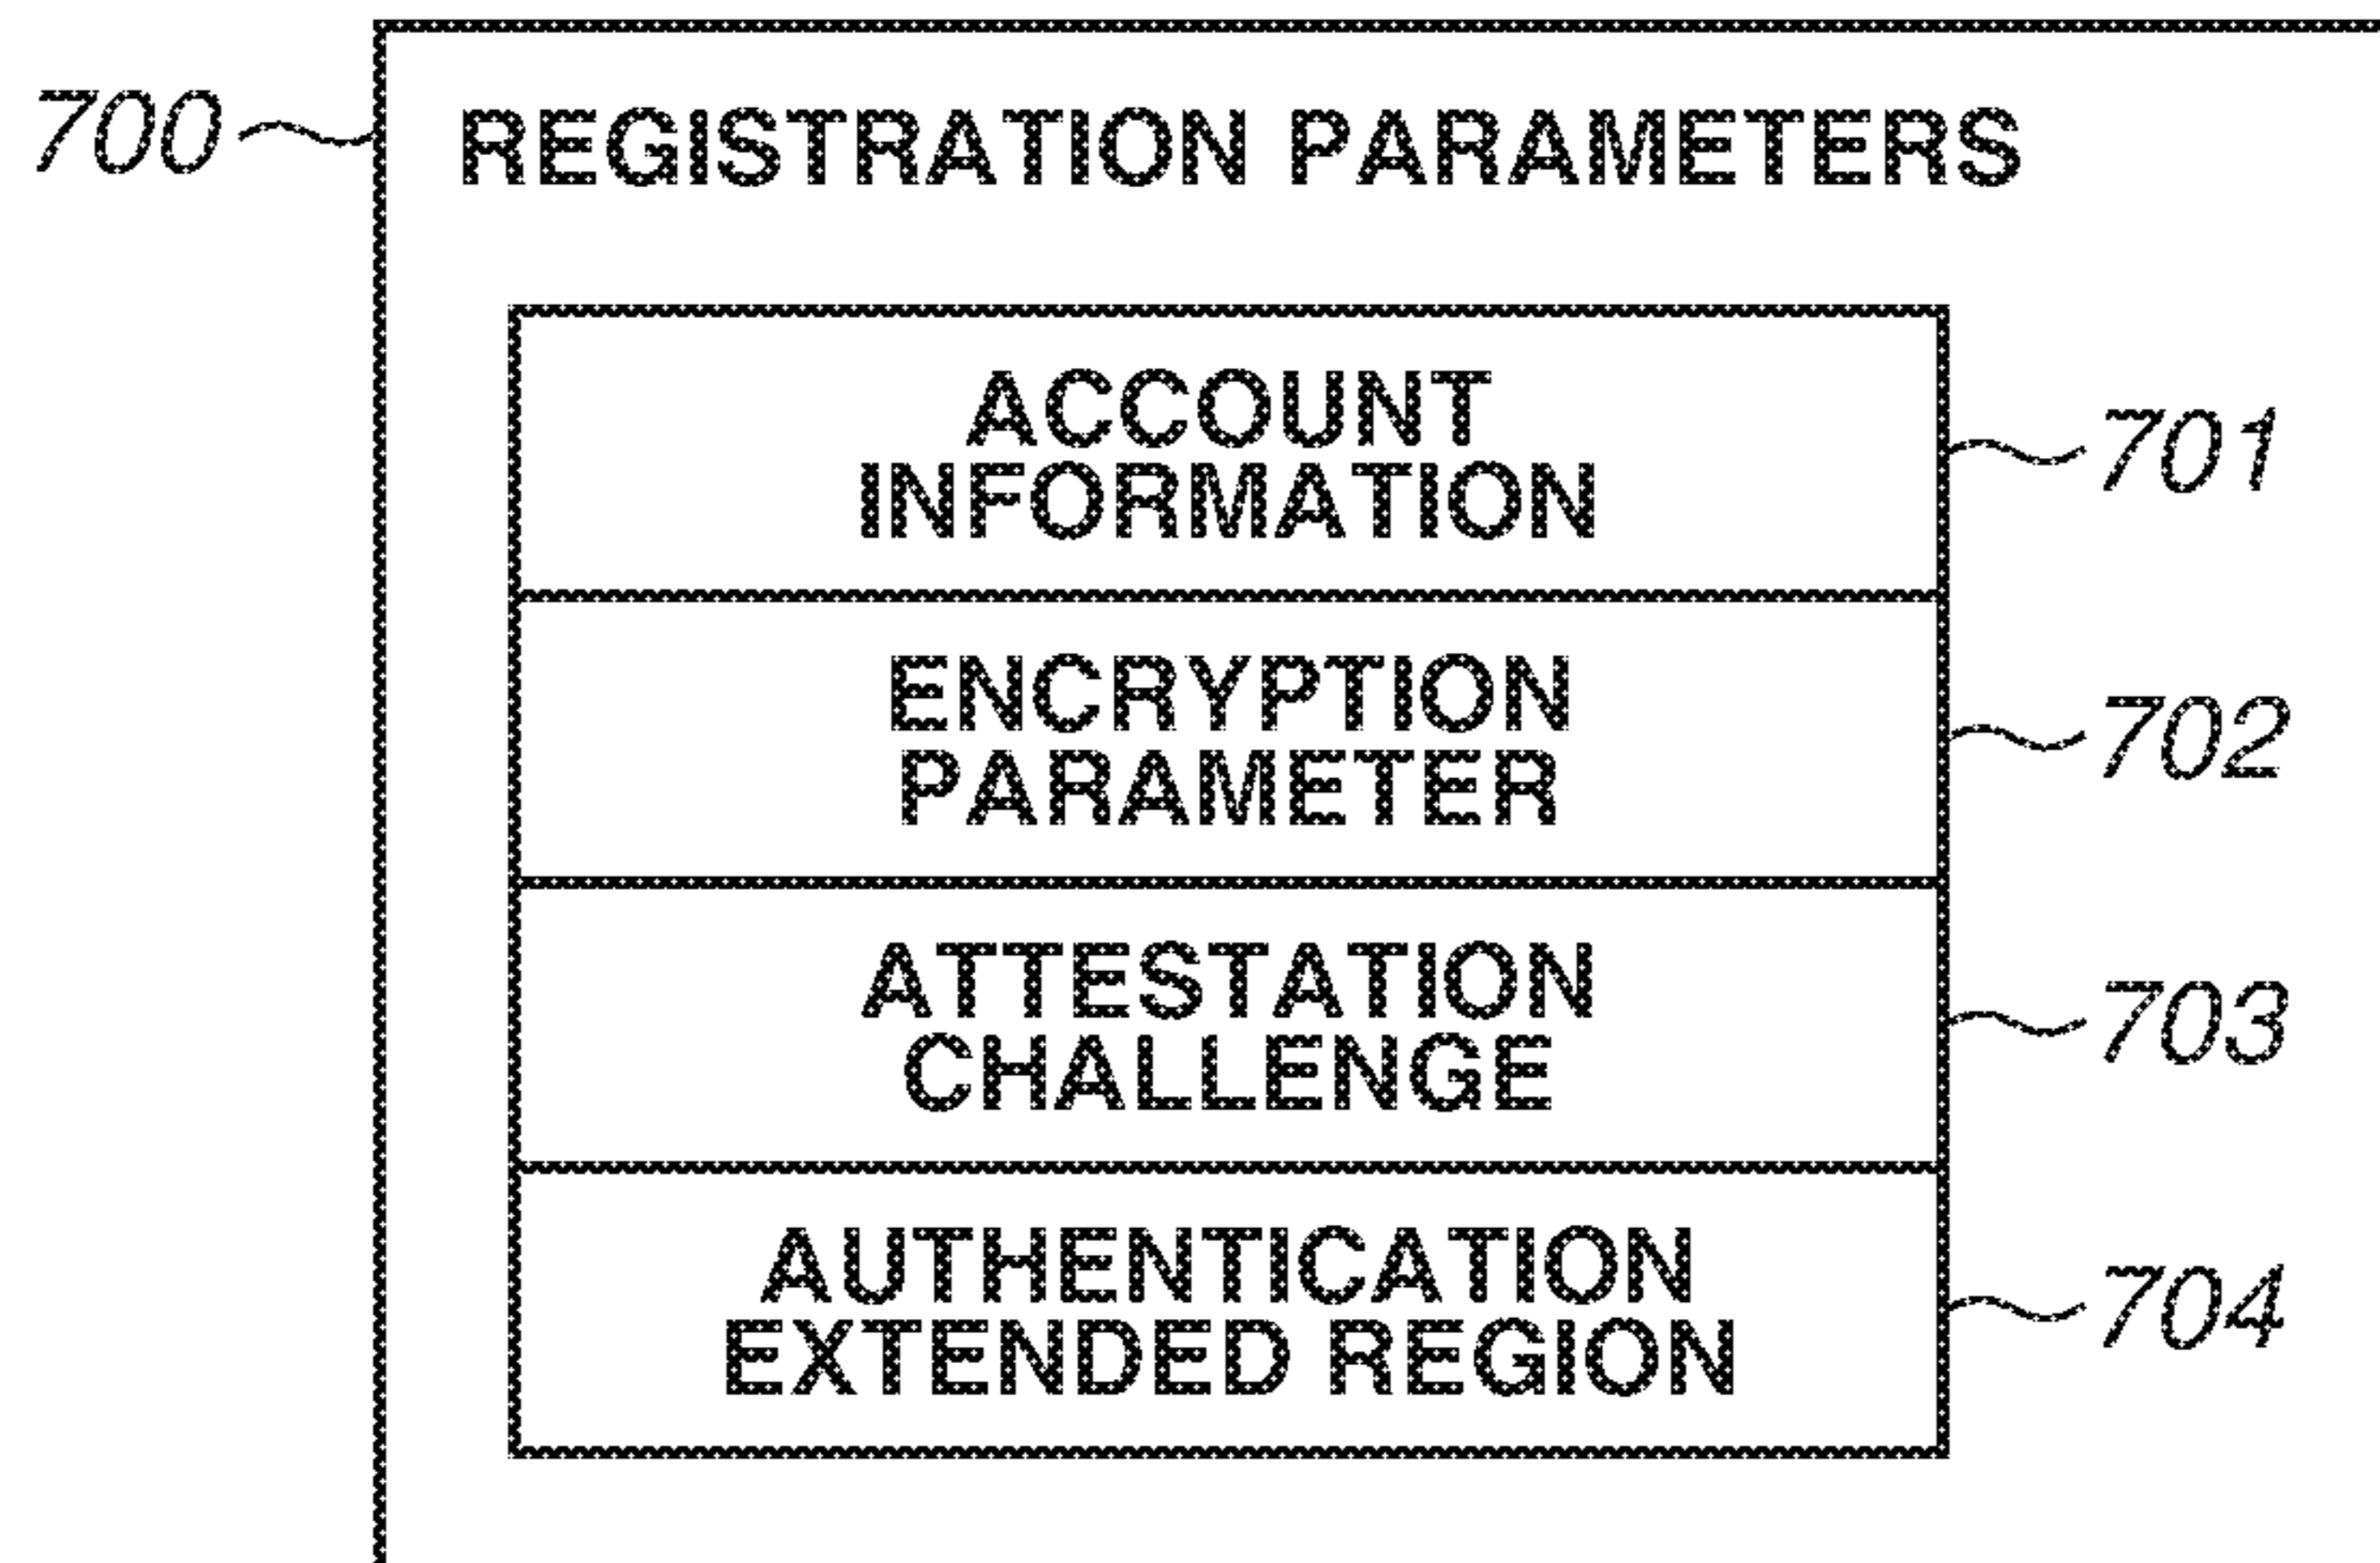 700 REGISTRATION PARAMETERS
ACCOUNT
INFORMATION
701
ENCRYPTION
PARAMETER
702
ATTESTATION
CHALLENGE
703
AUTHENTICATION
EXTENDED REGION
704